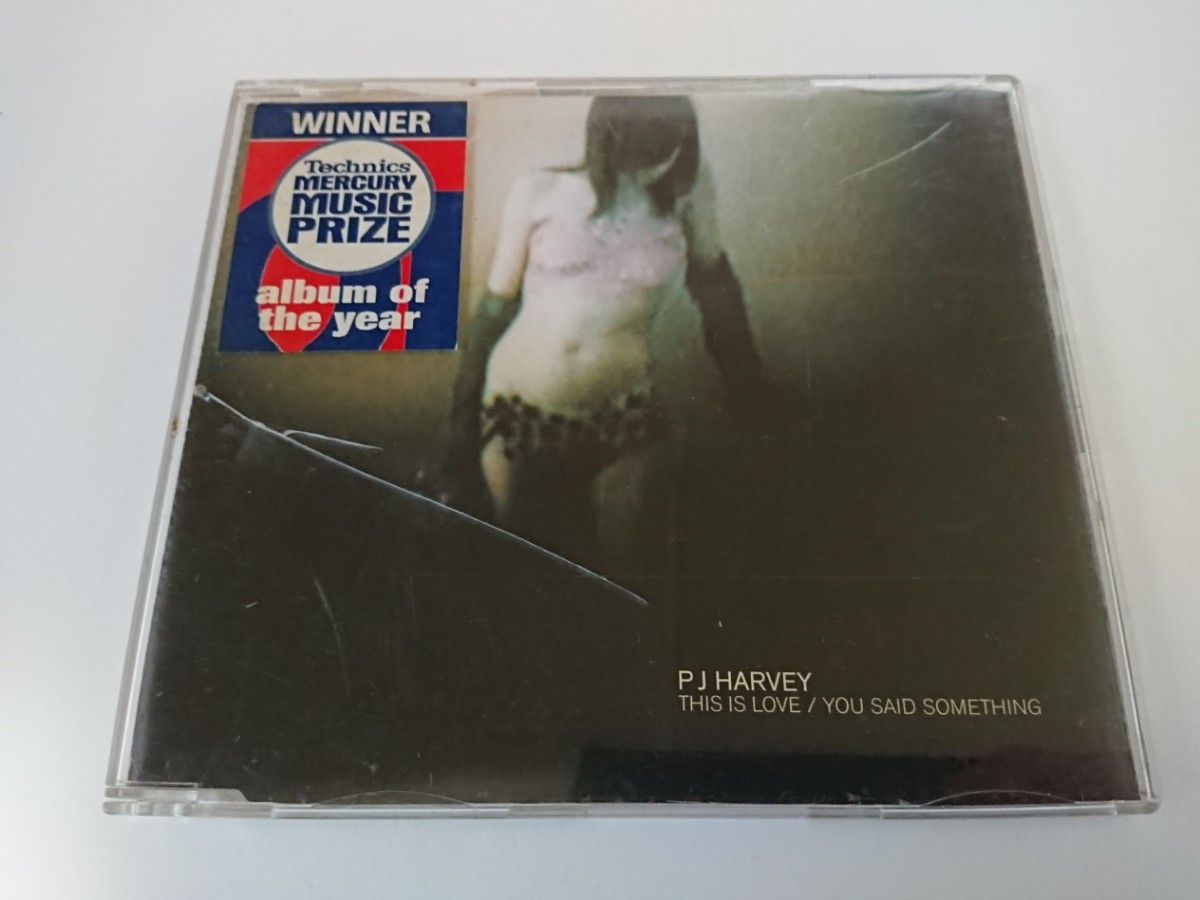 WINNER
Technics
MERCURY
MUSIC
PRIZE
album of
the year
PJ HARVEY
THIS IS LOVE / YOU SAID SOMETHING